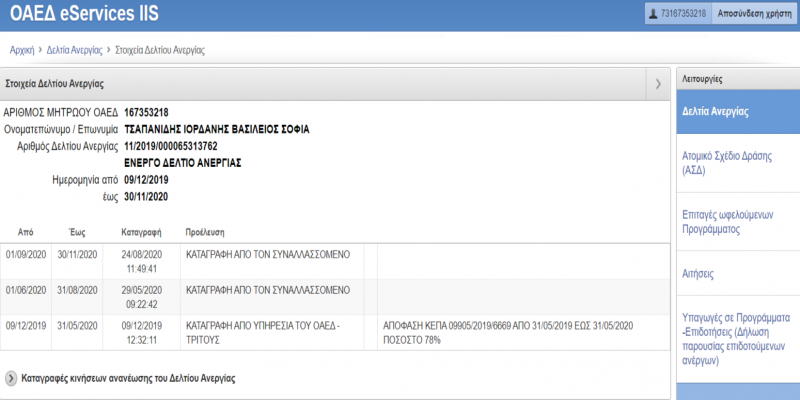 ΟΑΕΔ eServices IIS
73167353218
Αποσύνδεση χρήστη
Αρχική > Δελτία Ανεργίας > Στοιχεία Δελτίου Ανεργίας
Στοιχεία Δελτίου Ανεργίας
ΑΡΙΘΜΟΣ ΜΗΤΡΩΟΥ ΟΑΕΔ 167353218
Ονοματεπώνυμο / Επωνυμία ΤΣΑΠΑΝΙΔΗΣ ΙΟΡΔΑΝΗΣ ΒΑΣΙΛΕΙΟΣ ΣΟΦΙΑ
Αριθμός Δελτίου Ανεργίας 11/2019/000065313762
ΕΝΕΡΓΟ ΔΕΛΤΙΟ ΑΝΕΡΓΙΑΣ
Ημερομηνία από 09/12/2019
έως 30/11/2020
Από Έως Καταγραφή Προέλευση
01/09/2020 30/11/2020 24/08/2020 ΚΑΤΑΓΡΑΦΗ ΑΠΟ ΤΟΝ ΣΥΝΑΛΛΑΣΣΟΜΕΝΟ
11:49:41
01/06/2020 31/08/2020 29/05/2020 ΚΑΤΑΓΡΑΦΗ ΑΠΟ ΤΟΝ ΣΥΝΑΛΛΑΣΣΟΜΕΝΟ
09:22:42
09/12/2019 31/05/2020 09/12/2019 ΚΑΤΑΓΡΑΦΗ ΑΠΟ ΥΠΗΡΕΣΙΑ ΤΟΥ ΟΑΕΔ - ΑΠΟΦΑΣΗ ΚΕΠΑ 09905/2019/6669 ΑΠΟ 31/05/2019 ΕΩΣ 31/05/2020
12:32:11 ΤΡΙΤΟΥΣ ΠΟΣΟΣΤΟ 78%
Καταγραφές κινήσεων ανανέωσης του Δελτίου Ανεργίας
Λειτουργίες
Δελτία Ανεργίας
Ατομικό Σχέδιο Δράσης
(ΑΣΔ)
Επιταγές ωφελούμενων
Προγράμματος
Αιτήσεις
Υπαγωγές σε Προγράμματα
-Επιδοτήσεις (Δήλωση
παρουσίας επιδοτούμενων
ανέργων)